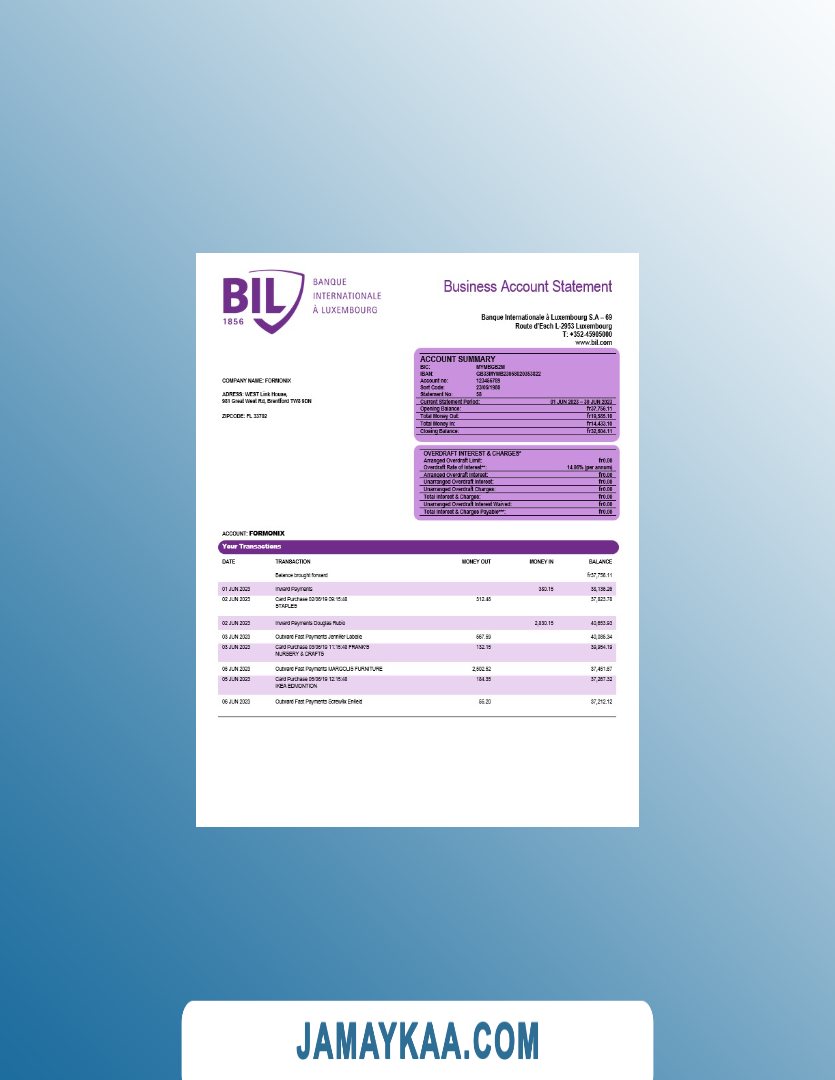 BIL
1856
BANQUE
INTERNATIONALE
À LUXEMBOURG
Business Account Statement
Banque Internationale à Luxembourg S.A – 69
Route d'Esch L-2953 Luxembourg
T: +352-45905000
www.bil.com
COMPANY NAME: FORMONIX
ADRESS: WEST Link House,
981 Great West Rd, Brentford TW8 9DN
ZIPCODE: FL 33702
ACCOUNT SUMMARY
BIC: MYMBGB2M
IBAN:
Account no: 123456789
Sort Code: 23/05/1980
Statement No: 58
Current Statement Period: 01 JUN 2023 – 30 JUN 2023
Opening Balance: fr37,756.11
Total Money Out: fr19,585.10
Total Money In: fr14,433.10
Closing Balance: fr32,604.11
OVERDRAFT INTEREST & CHARGES*
Arranged Overdraft Limit: fr0.00
Overdraft Rate of Interest**: 14.95% (per annum)
Arranged Overdraft Interest: fr0.00
Unarranged Overdraft Interest: fr0.00
Unarranged Overdraft Charges: fr0.00
Total Interest & Charges: fr0.00
Unarranged Overdraft Interest Waived: fr0.00
Total Interest & Charges Payable***: fr0.00
ACCOUNT: FORMONIX
Your Transactions
DATE TRANSACTION MONEY OUT MONEY IN BALANCE
Balance brought forward fr37,756.11
01 JUN 2023 Inward Payments 380.15 38,136.26
02 JUN 2023 Card Purchase 02/06/19 09:15:48 312.48 37,823.78
STAPLES
02 JUN 2023 Inward Payments Douglas Rubio 2,830.15 40,653.93
03 JUN 2023 Outward Fast Payments Jennifer Labelle 567.59 40,086.34
03 JUN 2023 Card Purchase 03/06/19 11:15:48 FRANK'S 132.15 39,954.19
NURSERY & CRAFTS
05 JUN 2023 Outward Fast Payments MARGOLIS FURNITURE 2,502.52 37,451.67
05 JUN 2023 Card Purchase 05/06/19 12:15:48 184.35 37,267.32
IKEA EDMONTION
06 JUN 2023 Outward Fast Payments Screwfix Enfield 55.20 37,212.12
JAMAYKAA.COM